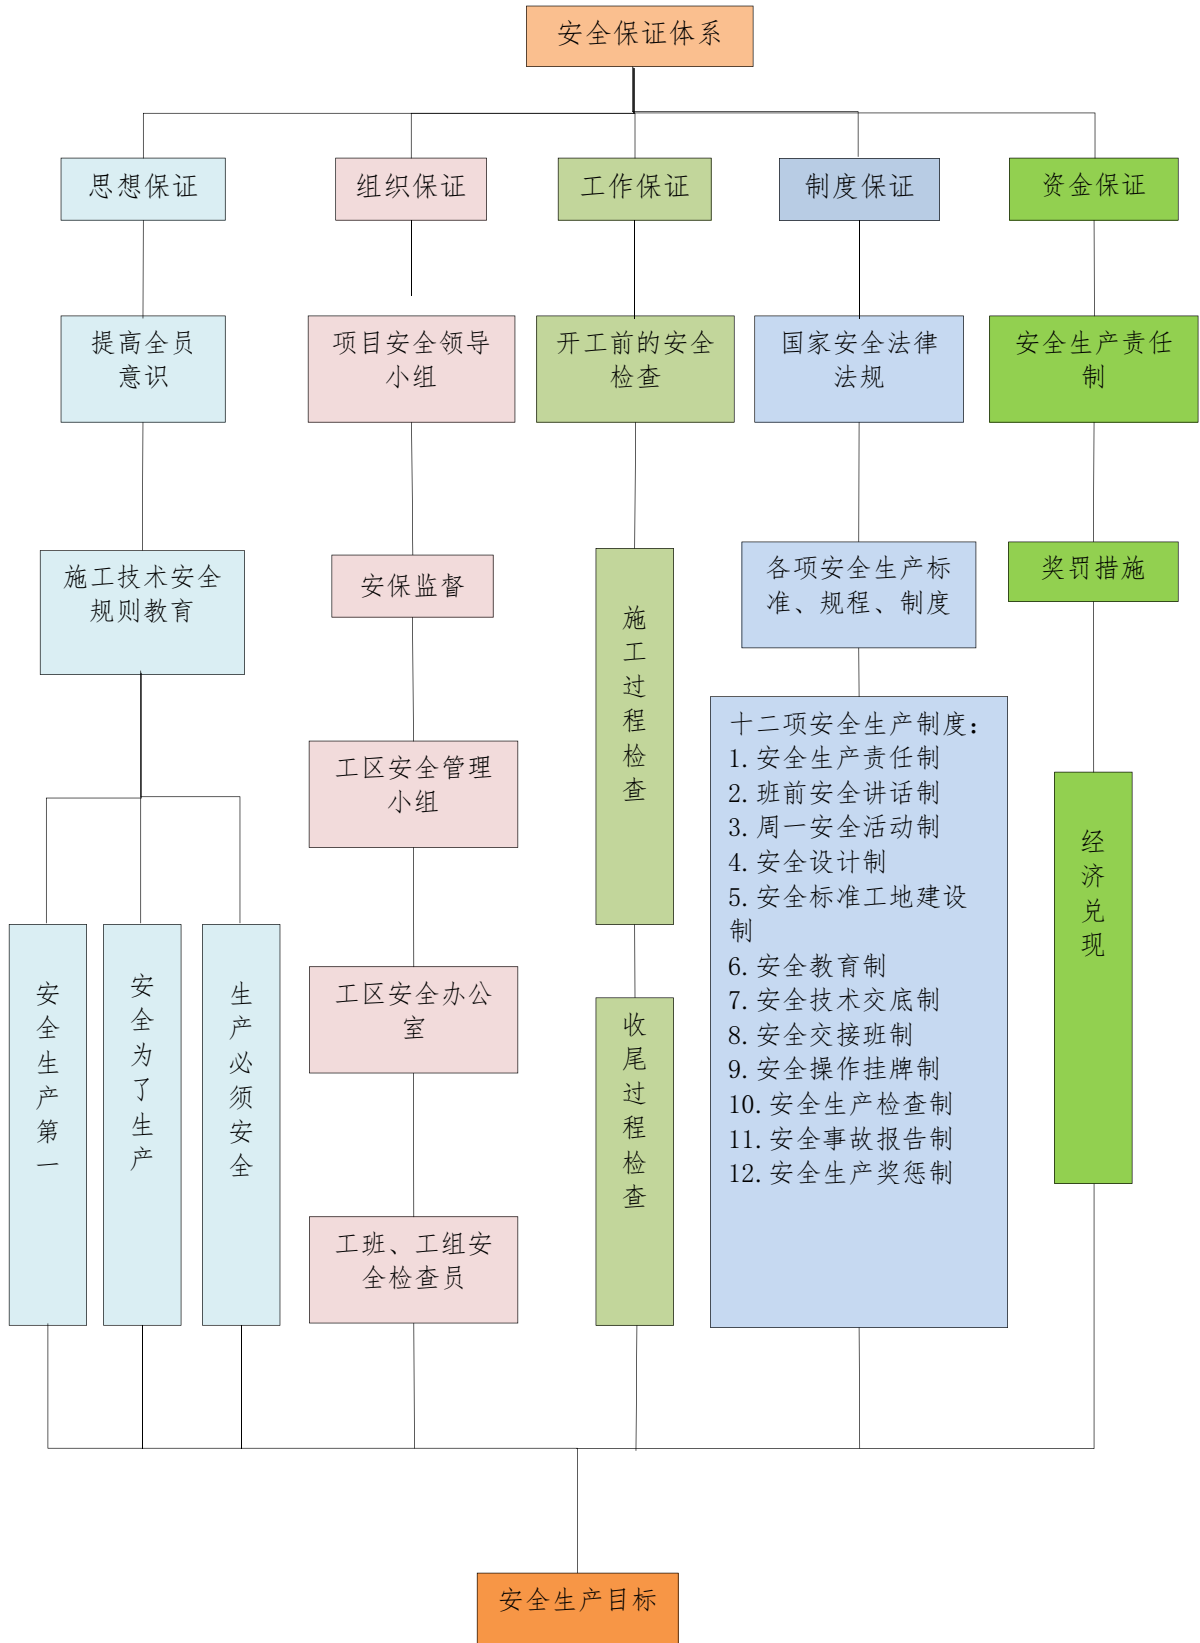 安全保证体系
思想保证
组织保证
工作保证
制度保证
资金保证
提高全员
意识
项目安全领导
小组
开工前的安全
检查
国家安全法律
法规
安全生产责任
制
施工技术安全
规则教育
安保监督
施工过程检查
各项安全生产标
准、规程、制度
奖罚措施
工区安全管理
小组
十二项安全生产制度：
1.安全生产责任制
2.班前安全讲话制
3.周一安全活动制
4.安全设计制
5.安全标准工地建设
制
6.安全教育制
7.安全技术交底制
8.安全交接班制
9.安全操作挂牌制
10.安全生产检查制
11.安全事故报告制
12.安全生产奖惩制
经济兑现
安全生产第一
安全为了生产
生产必须安全
工区安全办公
室
收尾过程检查
工班、工组安
全检查员
安全生产目标